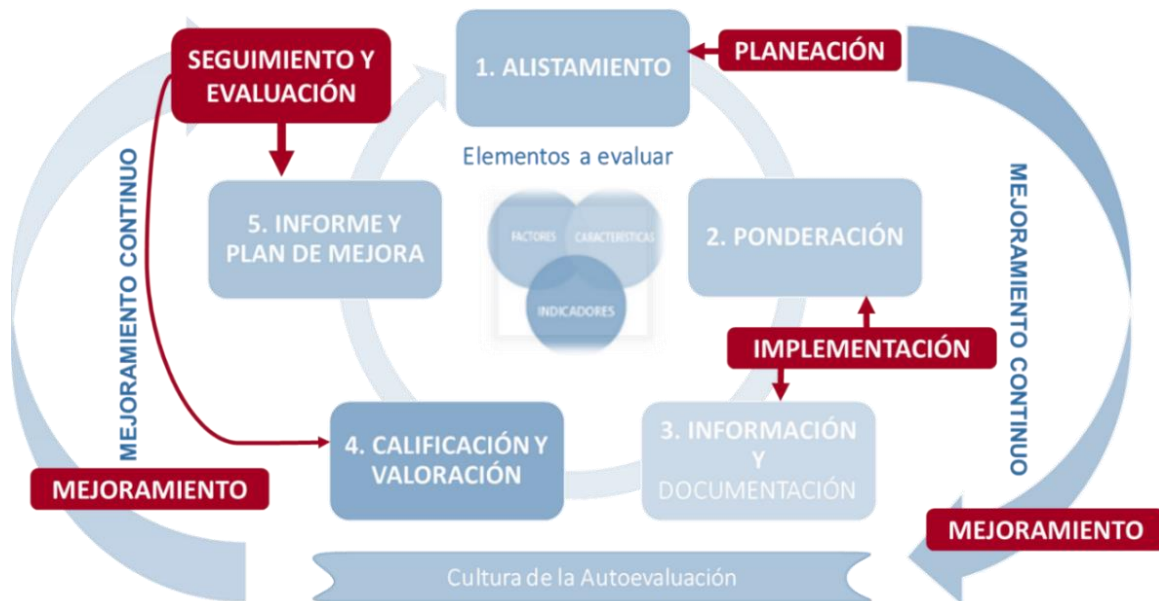 SEGUIMIENTO Y
EVALUACIÓN
1. ALISTAMIENTO
PLANEACIÓN
Elementos a evaluar
MEJORAMIENTO CONTINUO
5. INFORME Y
PLAN DE MEJORA
FACTORES
CARACTERÍSTICAS
INDICADORES
2. PONDERACIÓN
MEJORAMIENTO CONTINUO
IMPLEMENTACIÓN
4. CALIFICACIÓN Y
VALORACIÓN
3. INFORMACIÓN
Y
DOCUMENTACIÓN
MEJORAMIENTO
MEJORAMIENTO
Cultura de la Autoevaluación